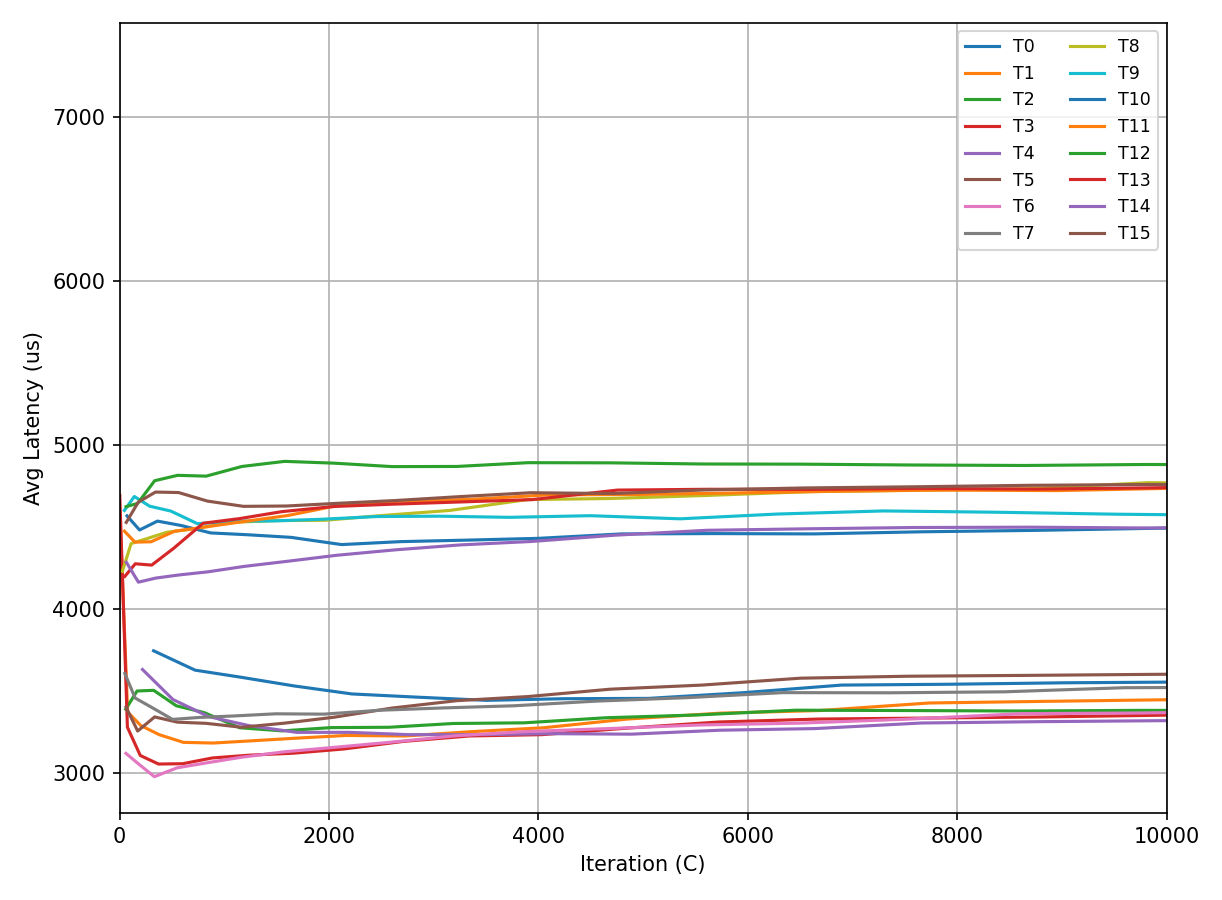 7000
6000
5000
4000
3000
Avg Latency (us)
0 2000 4000 6000 8000 10000
Iteration (C)
T0 T8
T1 T9
T2 T10
T3 T11
T4 T12
T5 T13
T6 T14
T7 T15